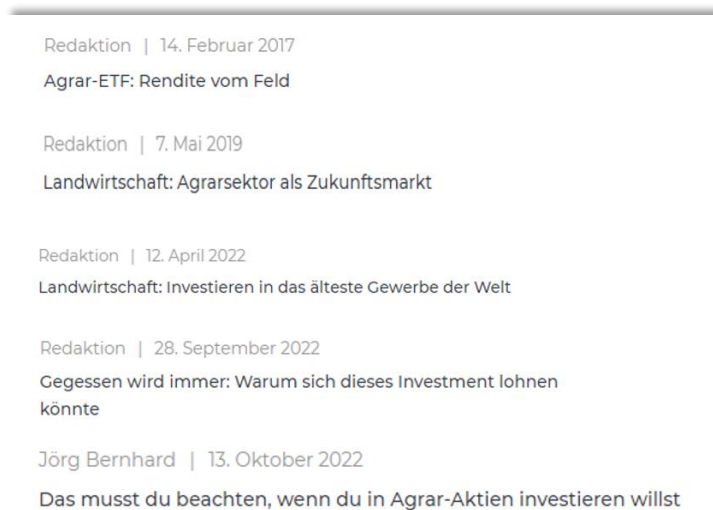 Redaktion | 14. Februar 2017
Agrar-ETF: Rendite vom Feld
Redaktion | 7. Mai 2019
Landwirtschaft: Agrarsektor als Zukunftsmarkt
Redaktion | 12. April 2022
Landwirtschaft: Investieren in das älteste Gewerbe der Welt
Redaktion | 28. September 2022
Gegessen wird immer: Warum sich dieses Investment lohnen
könnte
Jörg Bernhard | 13. Oktober 2022
Das musst du beachten, wenn du in Agrar-Aktien investieren willst